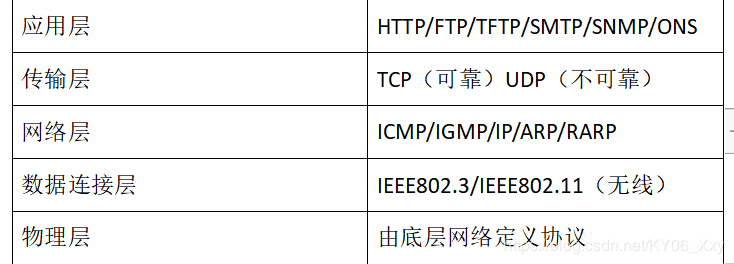 应用层 HTTP/FTP/TFTP/SMTP/SNMP/ONS
传输层 TCP（可靠）UDP（不可靠）
网络层 ICMP/IGMP/IP/ARP/RARP
数据连接层 IEEE802.3/IEEE802.11（无线）
物理层 由底层网络定义协议
https://blog.csdn.net/KY06_Xxy